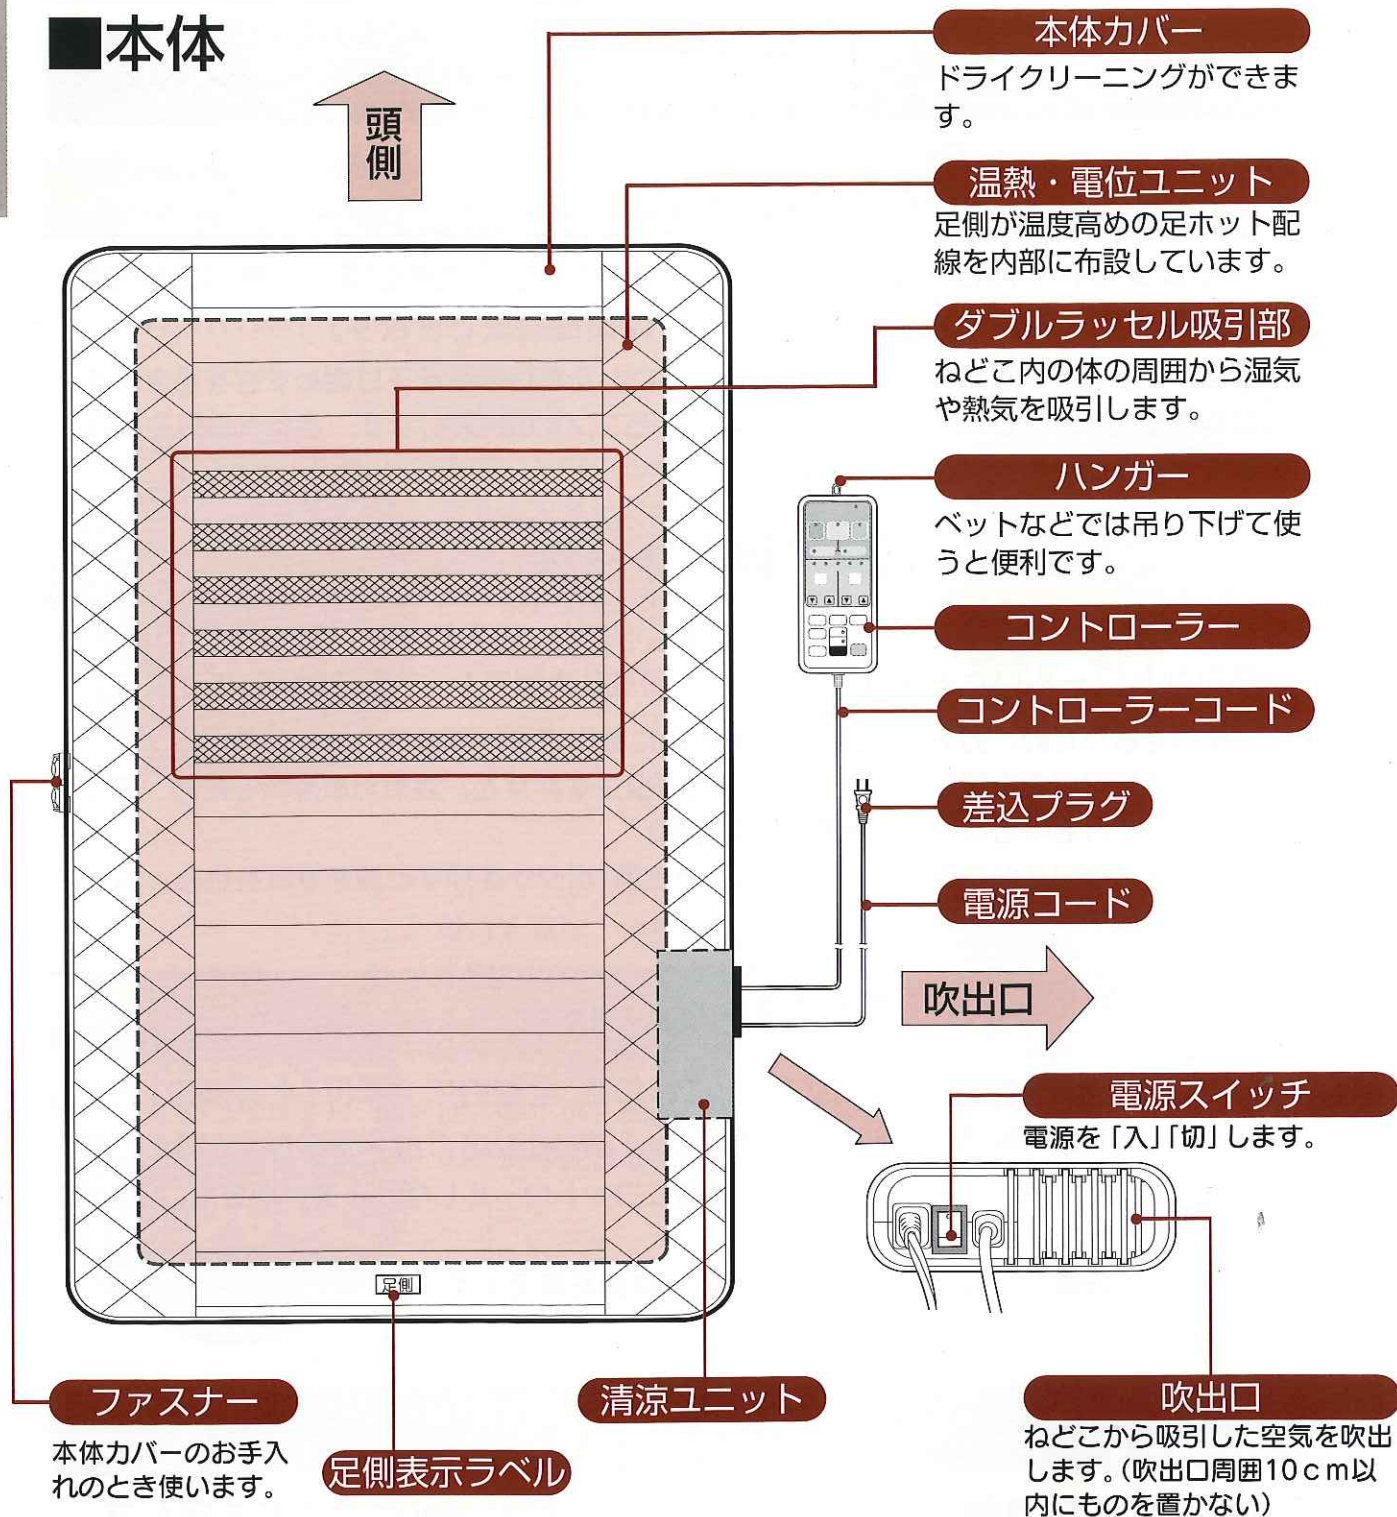 ■本体
頭側
本体カバー
ドライクリーニングができま
す。
温熱・電位ユニット
足側が温度高めの足ホット配
線を内部に布設しています。
ダブルラッセル吸引部
ねどこ内の体の周囲から湿気
や熱気を吸引します。
ハンガー
ベットなどでは吊り下げて使
うと便利です。
コントローラー
コントローラーコード
差込プラグ
電源コード
吹出口
電源スイッチ
電源を「入」「切」します。
足側
ファスナー
本体カバーのお手入
れのとき使います。
足側表示ラベル
清涼ユニット
吹出口
ねどこから吸引した空気を吹出
します。(吹出口周囲10cm以
内にものを置かない)